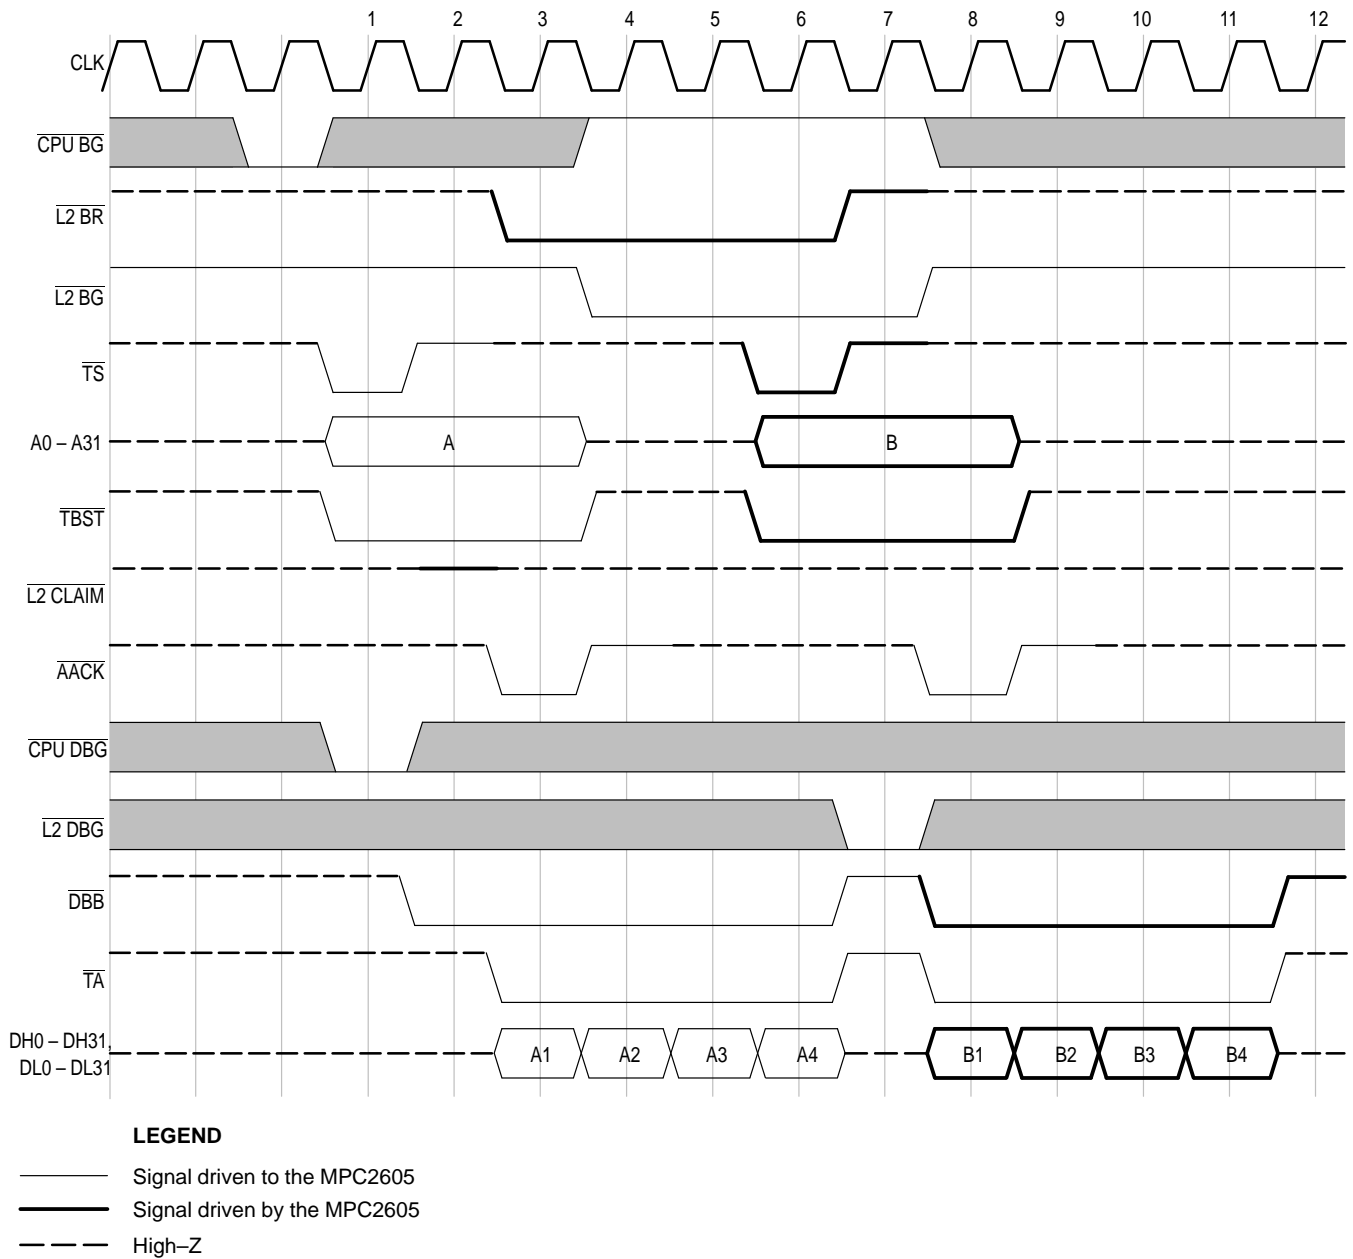 1 2 3 4 5 6 7 8 9 10 11 12
CLK
CPU BG
L2 BR
L2 BG
TS
A0 – A31
A
B
TBST
L2 CLAIM
AACK
CPU DBG
L2 DBG
DBB
TA
DH0 – DH31,
DL0 – DL31
A1 A2 A3 A4 B1 B2 B3 B4
LEGEND
Signal driven to the MPC2605
Signal driven by the MPC2605
High–Z